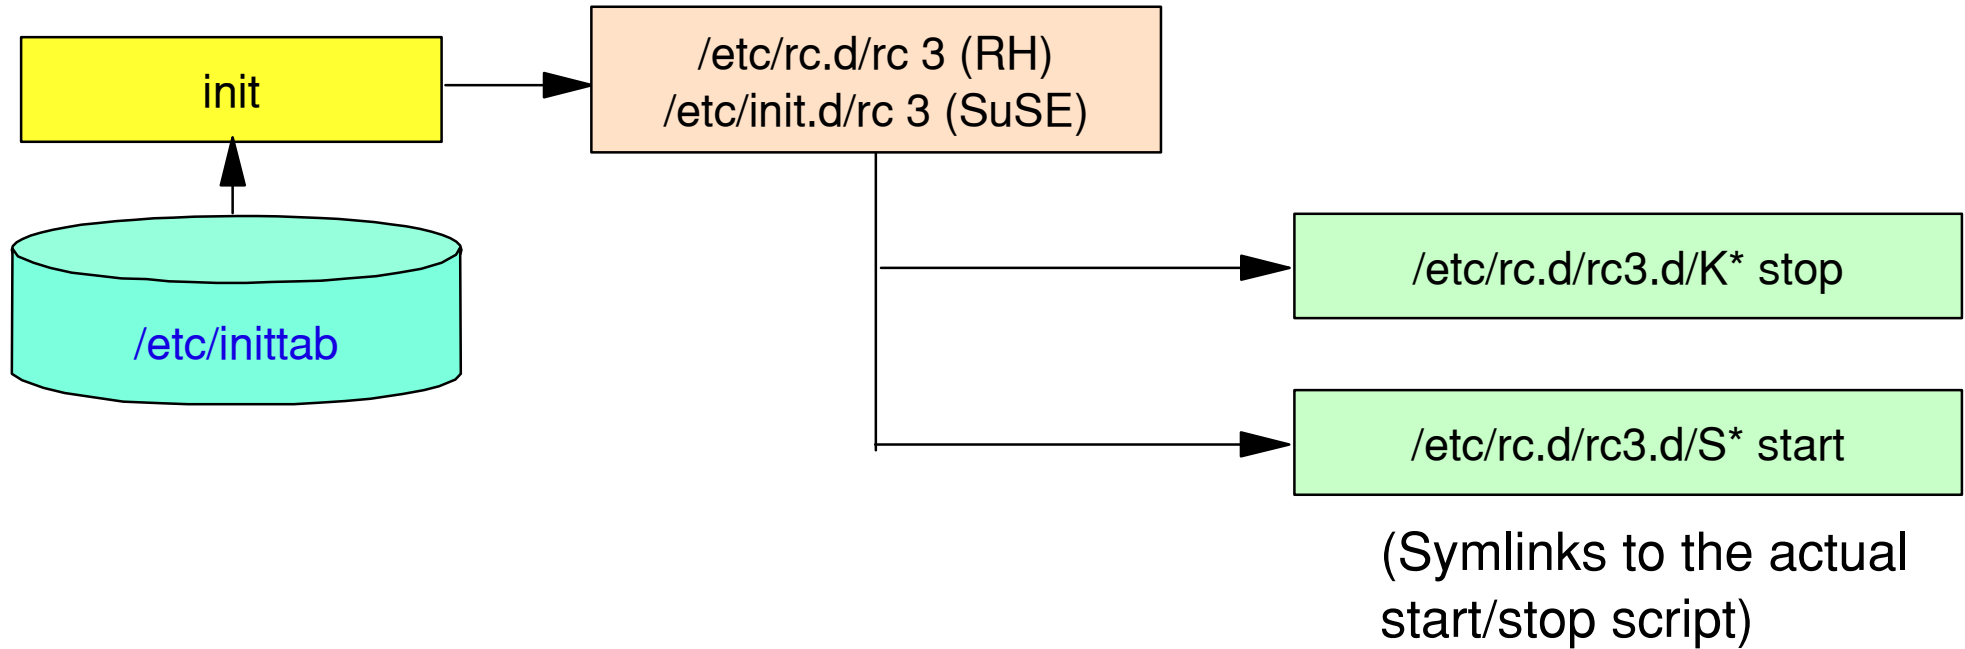 init
/etc/rc.d/rc 3 (RH)
/etc/init.d/rc 3 (SuSE)
/etc/inittab
/etc/rc.d/rc3.d/K* stop
/etc/rc.d/rc3.d/S* start
(Symlinks to the actual
start/stop script)